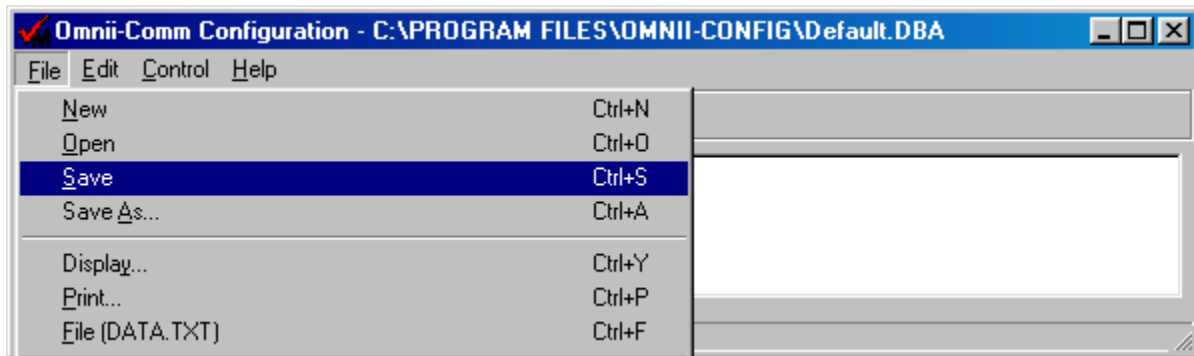 Omnii-Comm Configuration - C:\PROGRAM FILES\OMNII-CONFIG\Default.DBA
File Edit Control Help
New Ctrl+N
Open Ctrl+O
Save Ctrl+S
Save As... Ctrl+A
Display... Ctrl+Y
Print... Ctrl+P
File (DATA.TXT) Ctrl+F